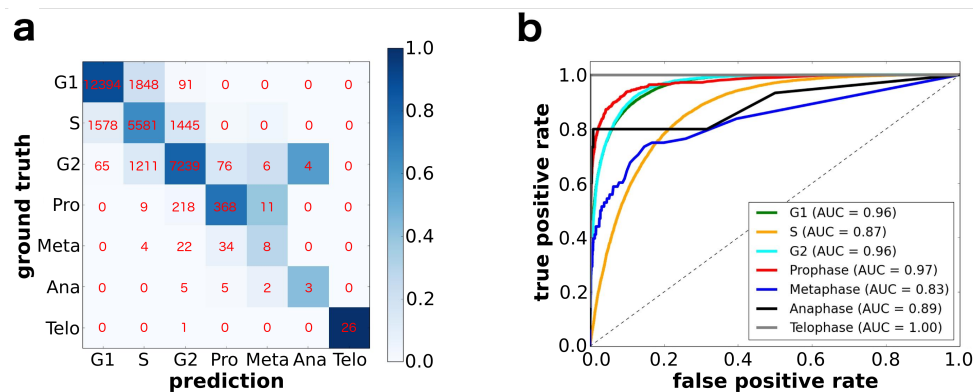 a
1.0
0.8
0.6
0.4
0.2
0.0
ground truth
G1 12394 1848 91 0 0 0 0
S 1578 5581 1445 0 0 0 0
G2 65 1211 7239 76 6 4 0
Pro 0 9 218 368 11 0 0
Meta 0 4 22 34 8 0 0
Ana 0 0 5 5 2 3 0
Telo 0 0 1 0 0 0 26
G1 S G2 Pro Meta Ana Telo
prediction
b
true positive rate
1.0
0.8
0.6
0.4
0.2
0.0
G1 (AUC = 0.96)
S (AUC = 0.87)
G2 (AUC = 0.96)
Prophase (AUC = 0.97)
Metaphase (AUC = 0.83)
Anaphase (AUC = 0.89)
Telophase (AUC = 1.00)
0.0 0.2 0.4 0.6 0.8 1.0
false positive rate